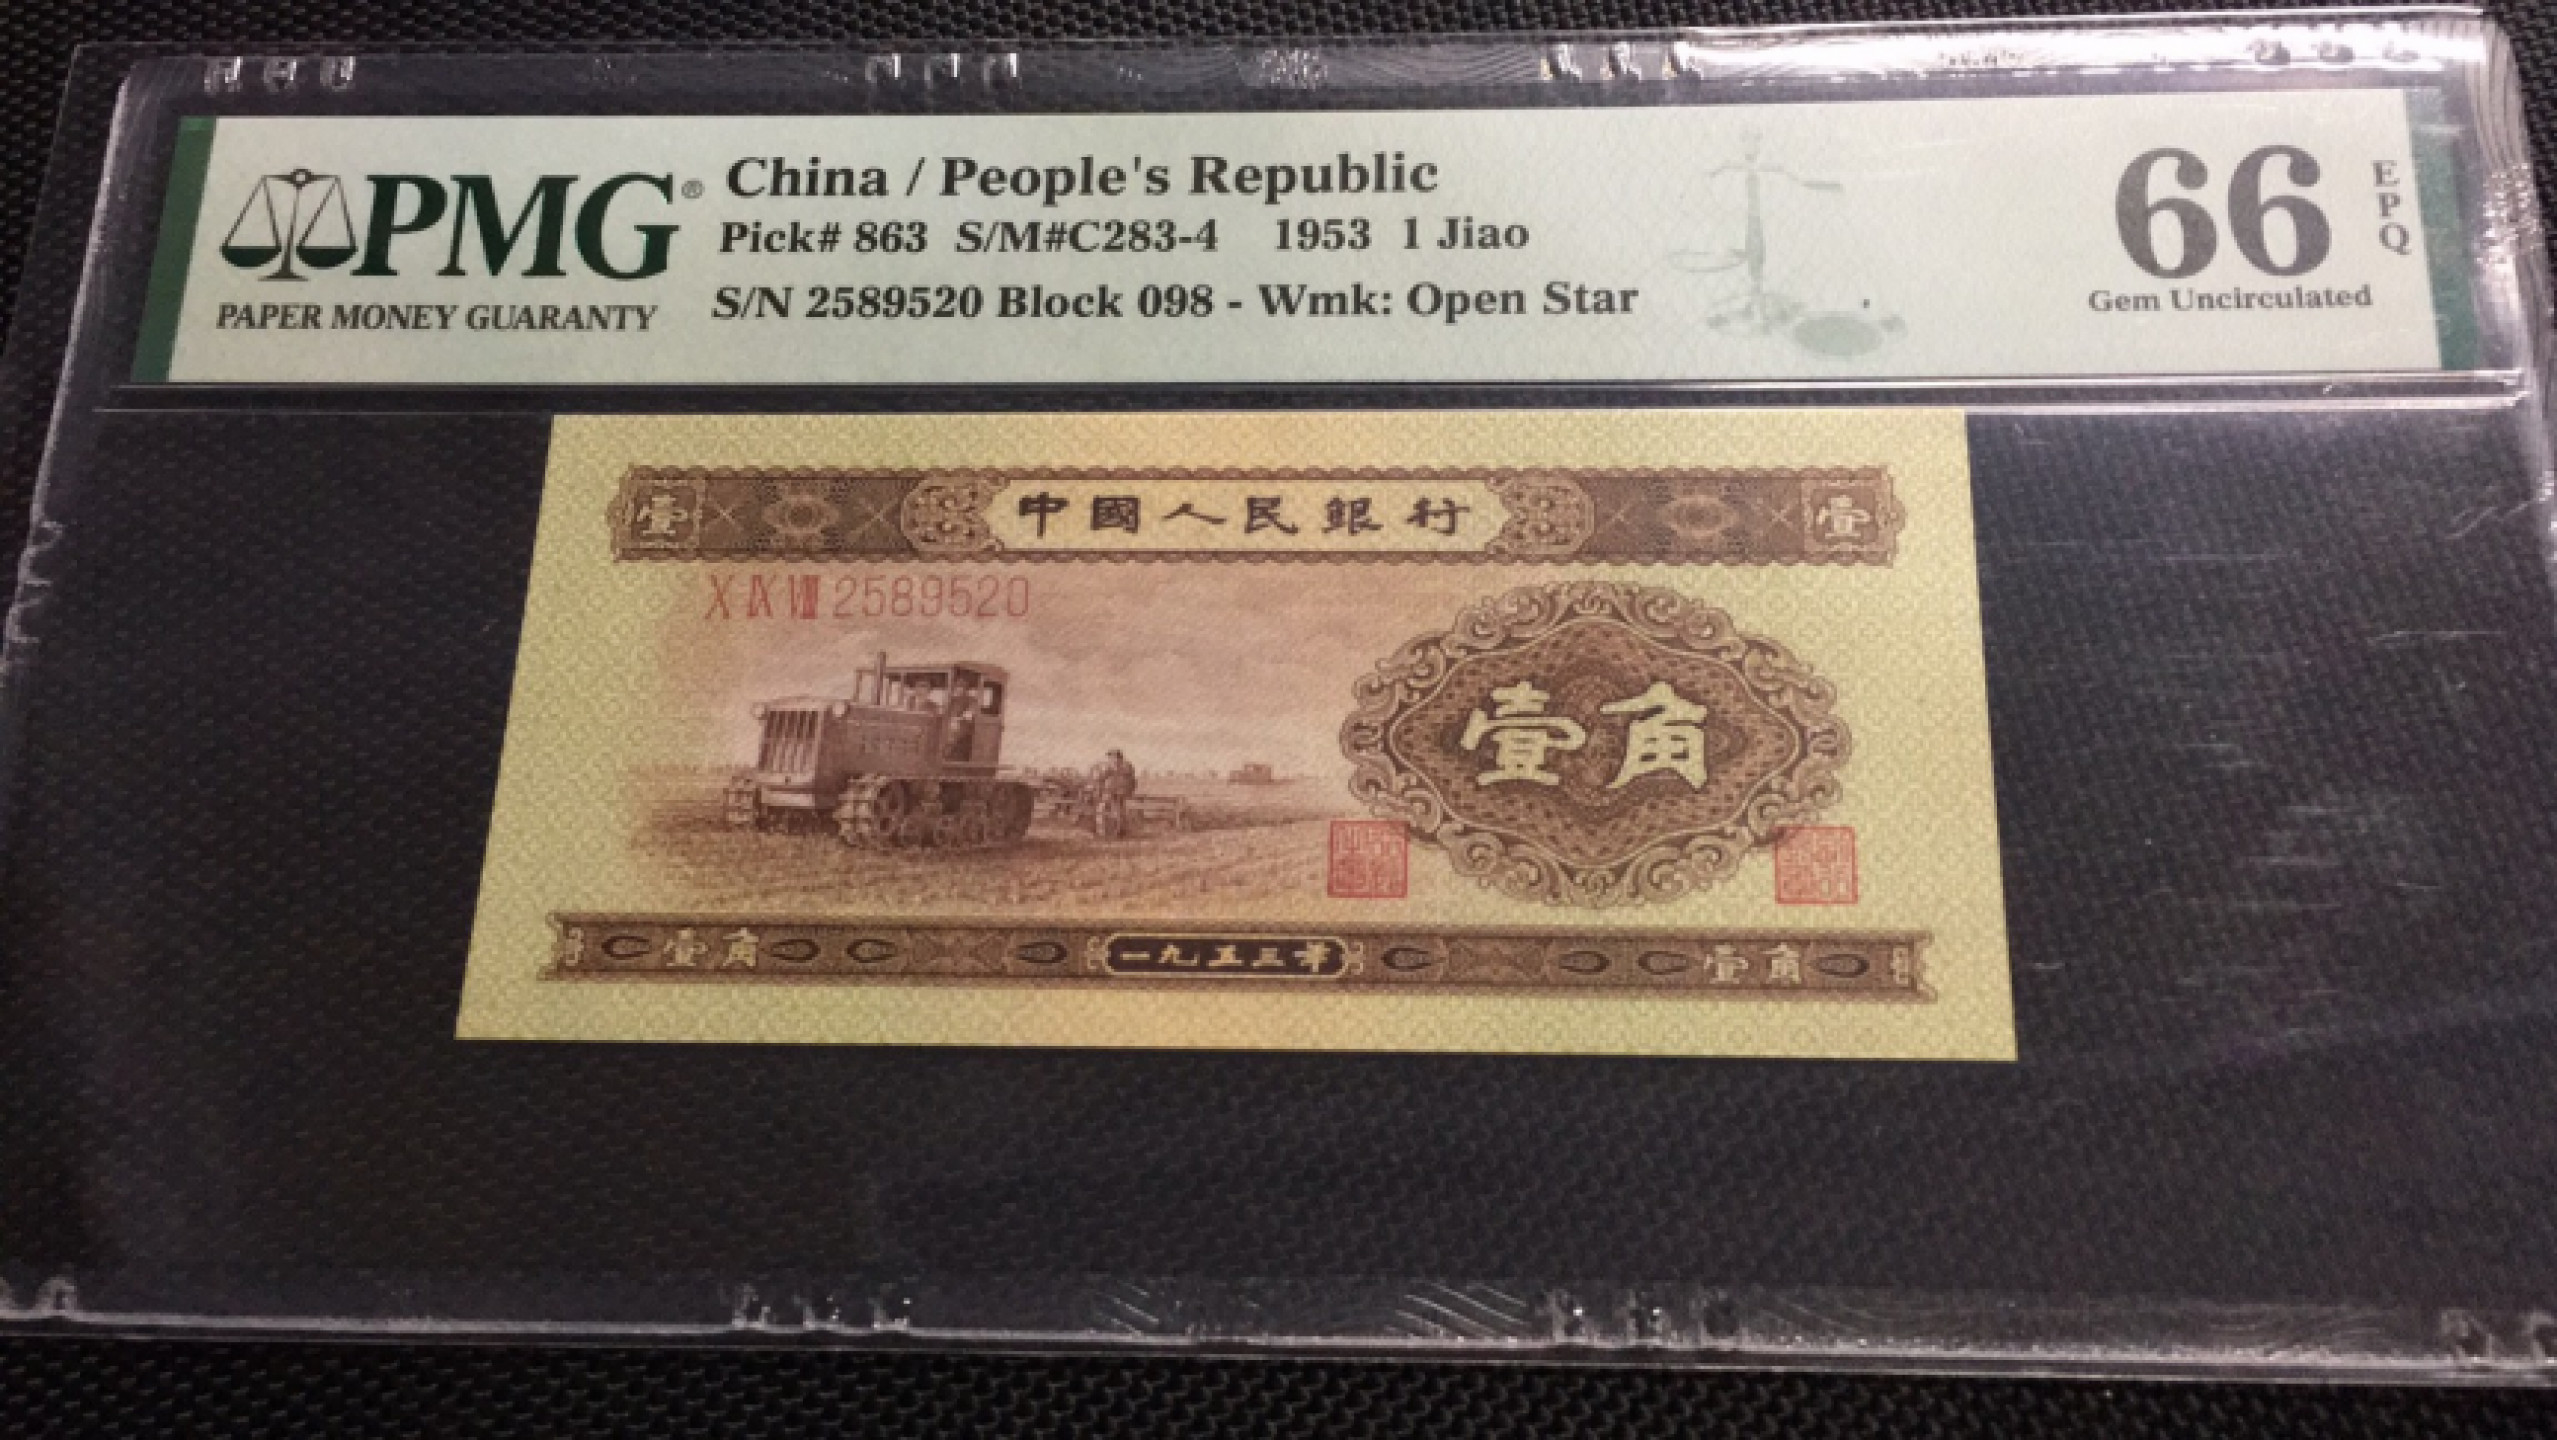 PMG®
PAPER MONEY GUARANTY
China / People's Republic
Pick# 863 S/M#C283-4 1953 1 Jiao
S/N 2589520 Block 098 - Wmk: Open Star
66
EPQ
Gem Uncirculated
壹 中國人民銀行 壹
X IX VIII 2589520
壹角
壹角 一九五三年 壹角